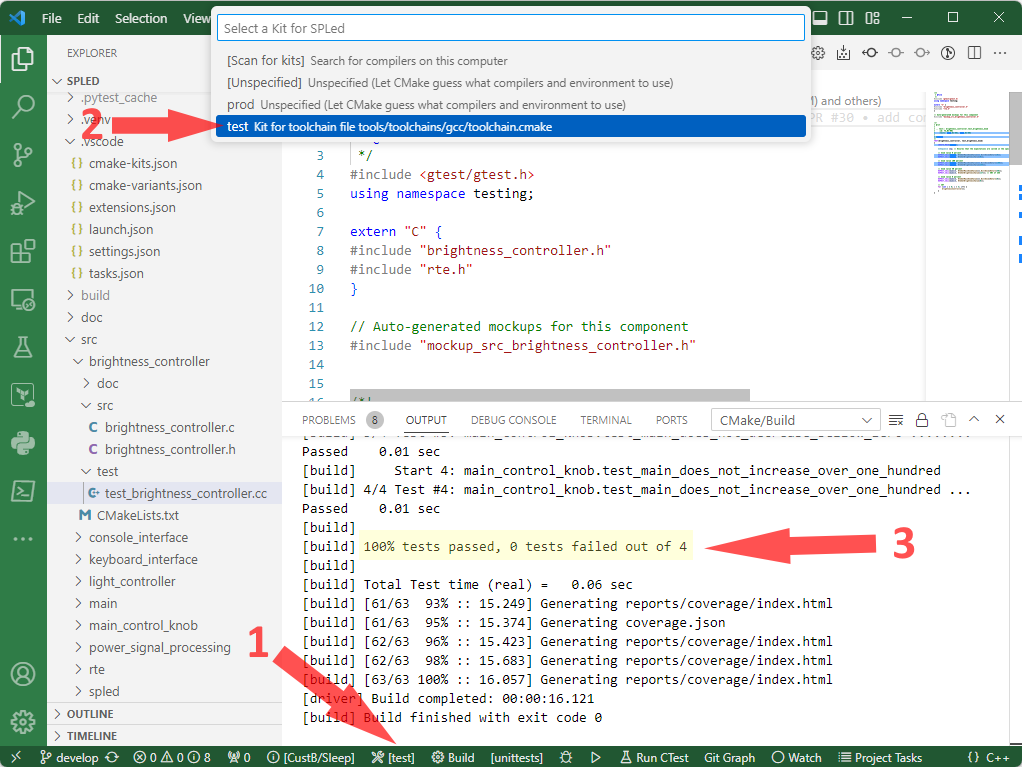 File Edit Selection View
Select a Kit for SPLed
[Scan for kits] Search for compilers on this computer
[Unspecified] Unspecified (Let CMake guess what compilers and environment to use)
prod Unspecified (Let CMake guess what compilers and environment to use)
test Kit for toolchain file tools/toolchains/gcc/toolchain.cmake
EXPLORER
SPLED
.pytest_cache
.venv
.vscode
cmake-kits.json
cmake-variants.json
extensions.json
launch.json
settings.json
tasks.json
build
doc
src
brightness_controller
doc
src
brightness_controller.c
brightness_controller.h
test
test_brightness_controller.cc
CMakeLists.txt
console_interface
keyboard_interface
light_controller
main
main_control_knob
power_signal_processing
rte
spled
OUTLINE
TIMELINE
2
1
3
) and others)
PR #30 • add
3 */
4 #include <gtest/gtest.h>
5 using namespace testing;
6
7 extern "C" {
8 #include "brightness_controller.h"
9 #include "rte.h"
10 }
11
12 // Auto-generated mockups for this component
13 #include "mockup_src_brightness_controller.h"
14
15
16 /*!
PROBLEMS 8 OUTPUT DEBUG CONSOLE TERMINAL PORTS CMake/Build
Passed 0.01 sec
[build] Start 4: main_control_knob.test_main_does_not_increase_over_one_hundred
[build] 4/4 Test #4: main_control_knob.test_main_does_not_increase_over_one_hundred ...
Passed 0.01 sec
[build]
[build] 100% tests passed, 0 tests failed out of 4
[build]
[build] Total Test time (real) = 0.06 sec
[build] [61/63 93% :: 15.249] Generating reports/coverage/index.html
[build] [61/63 95% :: 15.374] Generating coverage.json
[build] [62/63 96% :: 15.423] Generating reports/coverage/index.html
[build] [62/63 98% :: 15.683] Generating reports/coverage/index.html
[build] [63/63 100% :: 16.057] Generating reports/coverage/index.html
[driver] Build completed: 00:00:16.121
[build] Build finished with exit code 0
develop 0 0 8 0 [CustB/Sleep] [test] Build [unittests] Run CTest Git Graph Watch Project Tasks {} C++